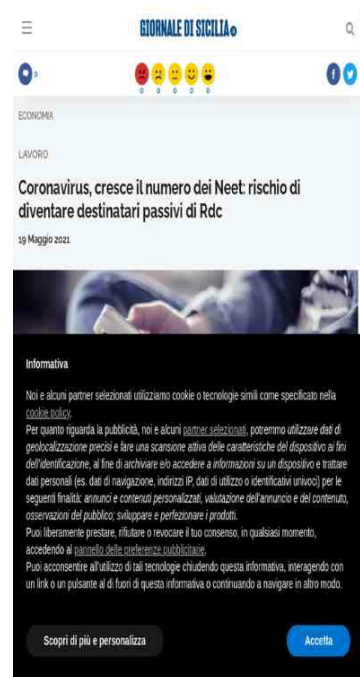 GIORNALE DI SICILIA
0
0 0 0 0 0
ECONOMIA
LAVORO
Coronavirus, cresce il numero dei Neet: rischio di
diventare destinatari passivi di Rdc
19 Maggio 2021
Informativa
Noi e alcuni partner selezionati utilizziamo cookie o tecnologie simili come specificato nella
cookie policy.
Per quanto riguarda la pubblicità, noi e alcuni partner selezionati, potremmo utilizzare dati di
geolocalizzazione precisi e fare una scansione attiva delle caratteristiche del dispositivo ai fini
dell'identificazione, al fine di archiviare e/o accedere a informazioni su un dispositivo e trattare
dati personali (es. dati di navigazione, indirizzi IP, dati di utilizzo o identificativi univoci) per le
seguenti finalità: annunci e contenuti personalizzati, valutazione dell'annuncio e del contenuto,
osservazioni del pubblico; sviluppare e perfezionare i prodotti.
Puoi liberamente prestare, rifiutare o revocare il tuo consenso, in qualsiasi momento,
accedendo al pannello delle preferenze pubblicitarie.
Puoi acconsentire all'utilizzo di tali tecnologie chiudendo questa informativa, interagendo con
un link o un pulsante al di fuori di questa informativa o continuando a navigare in altro modo.
Scopri di più e personalizza
Accetta